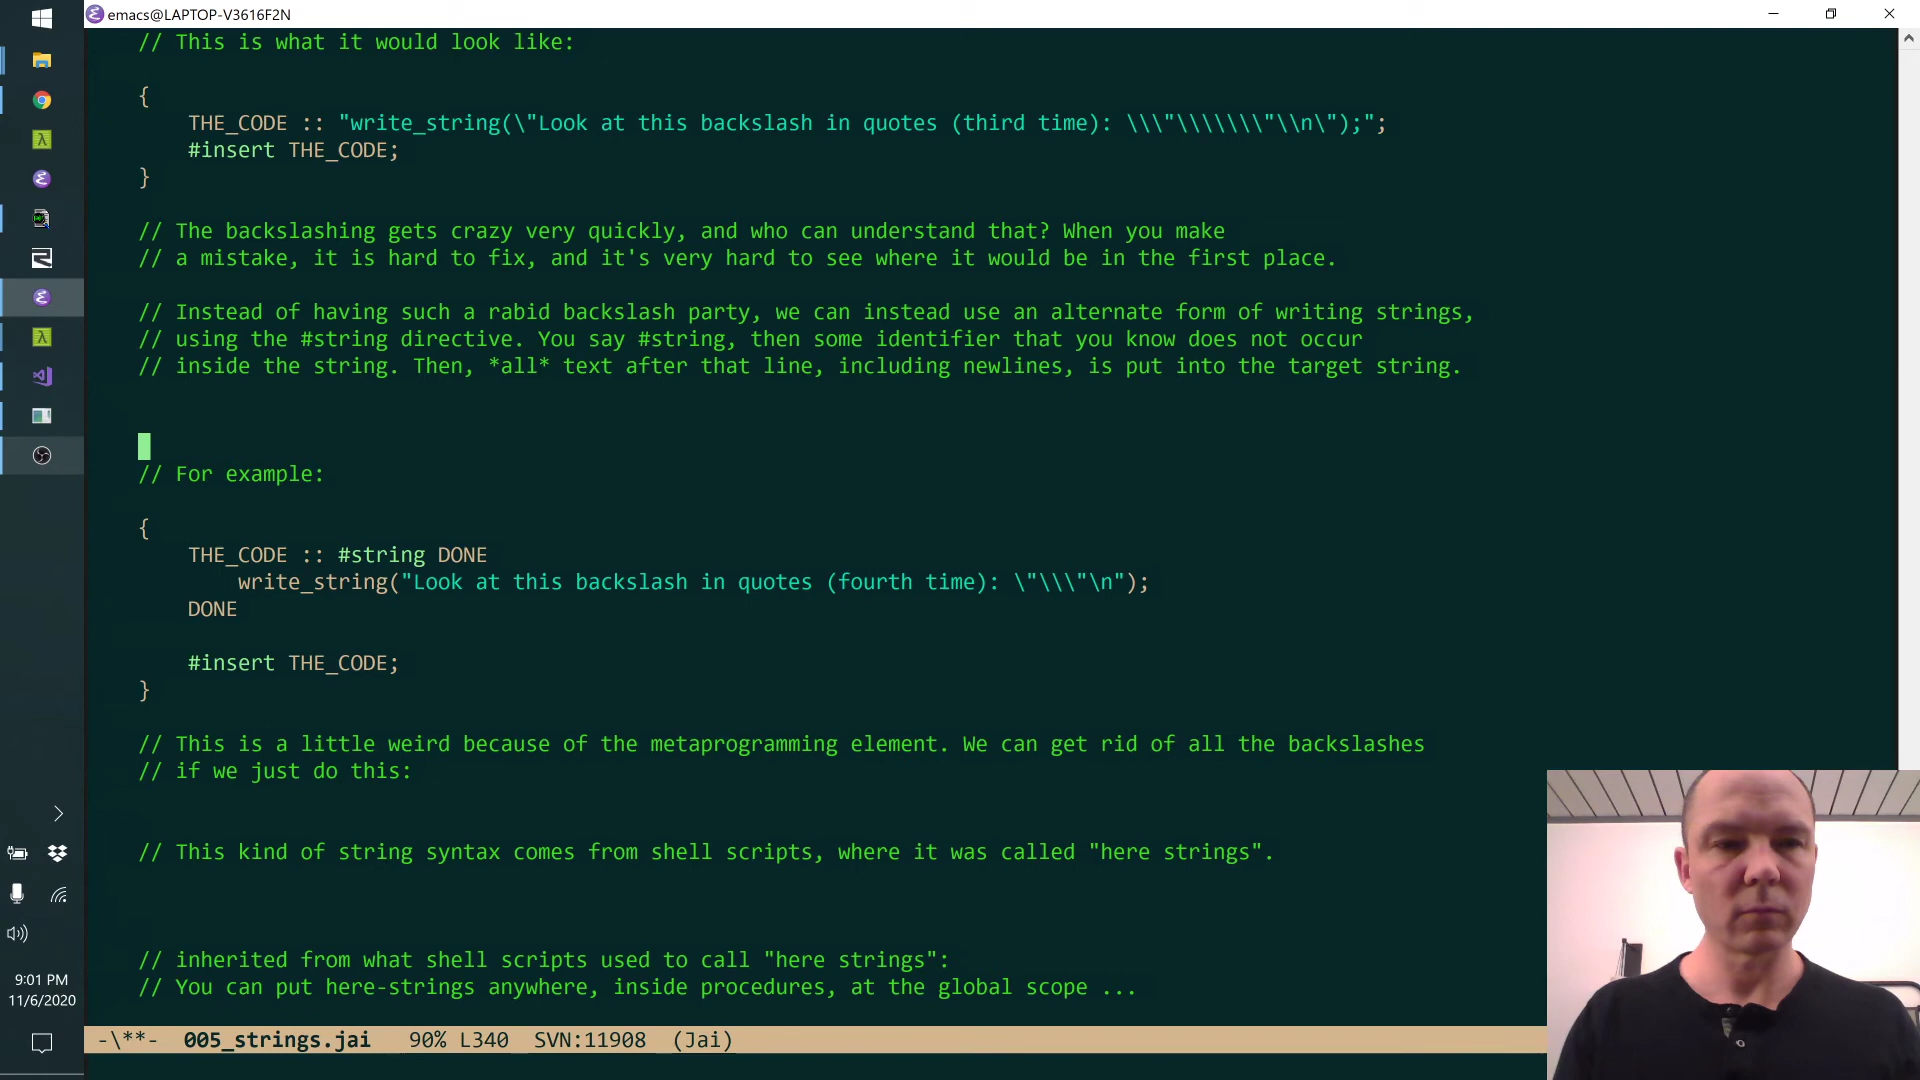 emacs@LAPTOP-V3616F2N
// This is what it would look like:
{
THE_CODE :: "write_string(\"Look at this backslash in quotes (third time): \\\"\\\\\\\"\\n\");";
#insert THE_CODE;
}
// The backslashing gets crazy very quickly, and who can understand that? When you make
// a mistake, it is hard to fix, and it's very hard to see where it would be in the first place.
// Instead of having such a rabid backslash party, we can instead use an alternate form of writing strings,
// using the #string directive. You say #string, then some identifier that you know does not occur
// inside the string. Then, *all* text after that line, including newlines, is put into the target string.
// For example:
{
THE_CODE :: #string DONE
write_string("Look at this backslash in quotes (fourth time): \"\\\"\n");
DONE
#insert THE_CODE;
}
// This is a little weird because of the metaprogramming element. We can get rid of all the backslashes
// if we just do this:
// This kind of string syntax comes from shell scripts, where it was called "here strings".
// inherited from what shell scripts used to call "here strings":
// You can put here-strings anywhere, inside procedures, at the global scope ...
-\**- 005_strings.jai 90% L340 SVN:11908 (Jai)
9:01 PM
11/6/2020